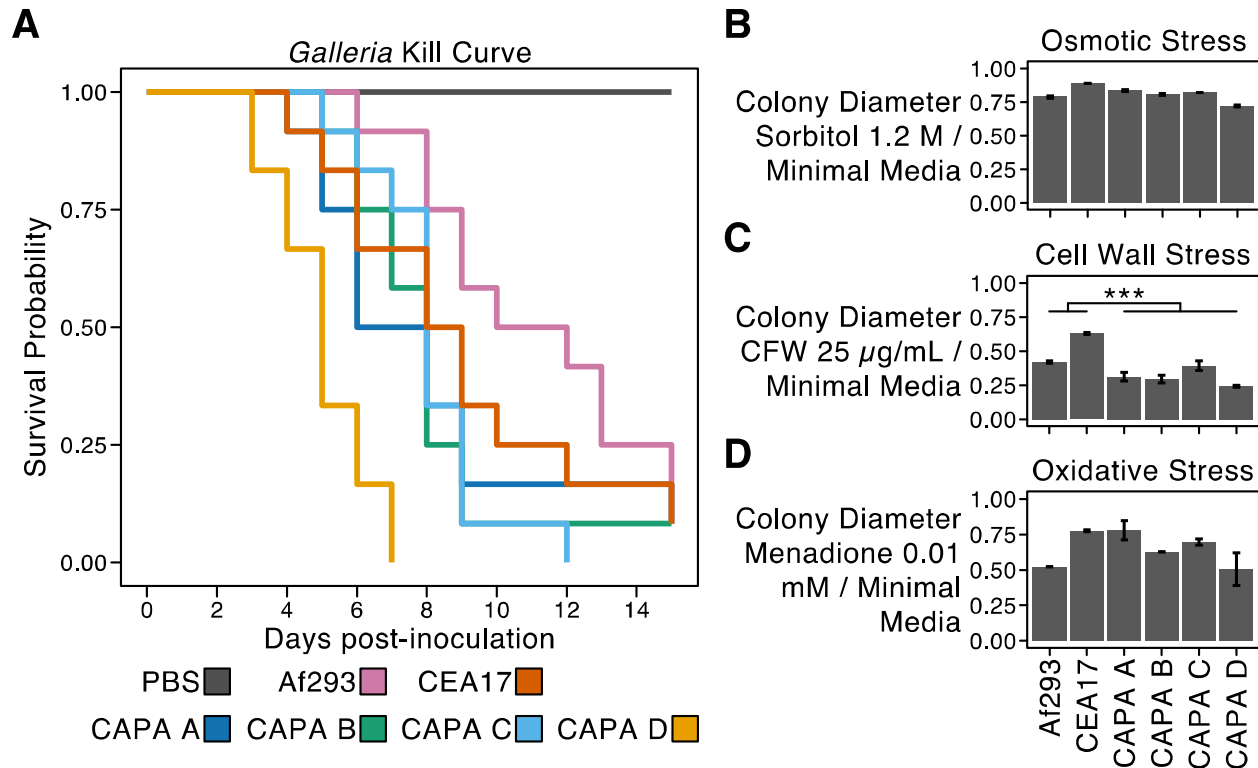 A
Galleria Kill Curve
Survival Probability
1.00
0.75
0.50
0.25
0.00
0 2 4 6 8 10 12 14
Days post-inoculation
PBS Af293 CEA17
CAPA A CAPA B CAPA C CAPA D
B
Osmotic Stress
Colony Diameter
Sorbitol 1.2 M /
Minimal Media
1.00
0.75
0.50
0.25
0.00
C
Cell Wall Stress
Colony Diameter
CFW 25 µg/mL /
Minimal Media
1.00
0.75
0.50
0.25
0.00
***
D
Oxidative Stress
Colony Diameter
Menadione 0.01
mM / Minimal
Media
1.00
0.75
0.50
0.25
0.00
Af293
CEA17
CAPA A
CAPA B
CAPA C
CAPA D